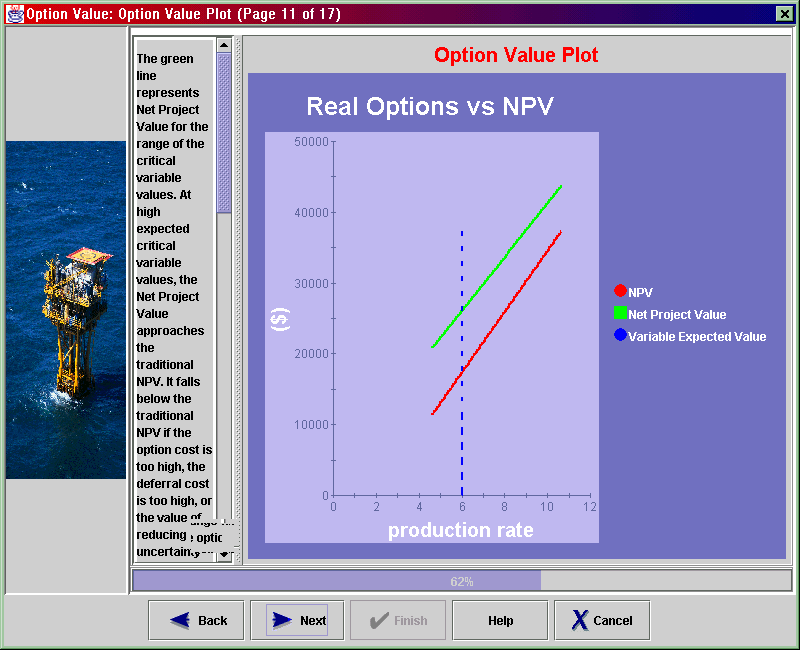 Option Value: Option Value Plot (Page 11 of 17)
The green
line
represents
Net Project
Value for the
range of the
critical
variable
values. At
high
expected
critical
variable
values, the
Net Project
Value
approaches
the
traditional
NPV. It falls
below the
traditional
NPV if the
option cost is
too high, the
deferral cost
is too high, or
the value of
reducing
Option Value Plot
Real Options vs NPV
50000
40000
30000
20000
10000
0
($)
0 2 4 6 8 10 12
production rate
NPV
Net Project Value
Variable Expected Value
62%
Back
Next
Finish
Help
Cancel